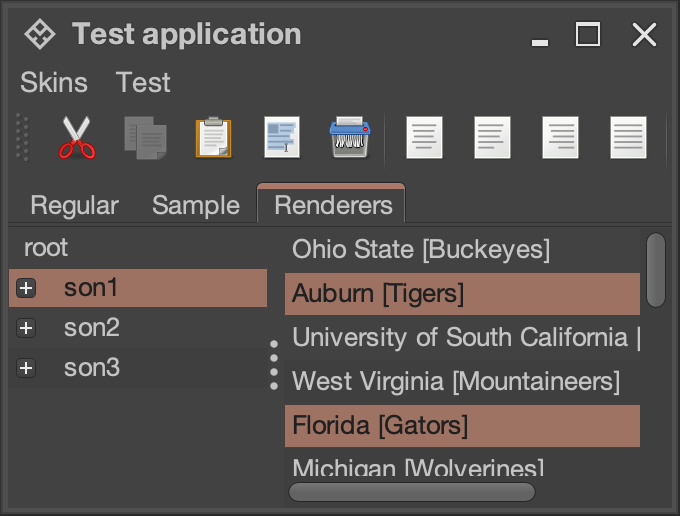 Test application
Skins Test
Regular Sample Renderers
root
son1
son2
son3
Ohio State [Buckeyes]
Auburn [Tigers]
University of South California [
West Virginia [Mountaineers]
Florida [Gators]
Michigan [Wolverines]